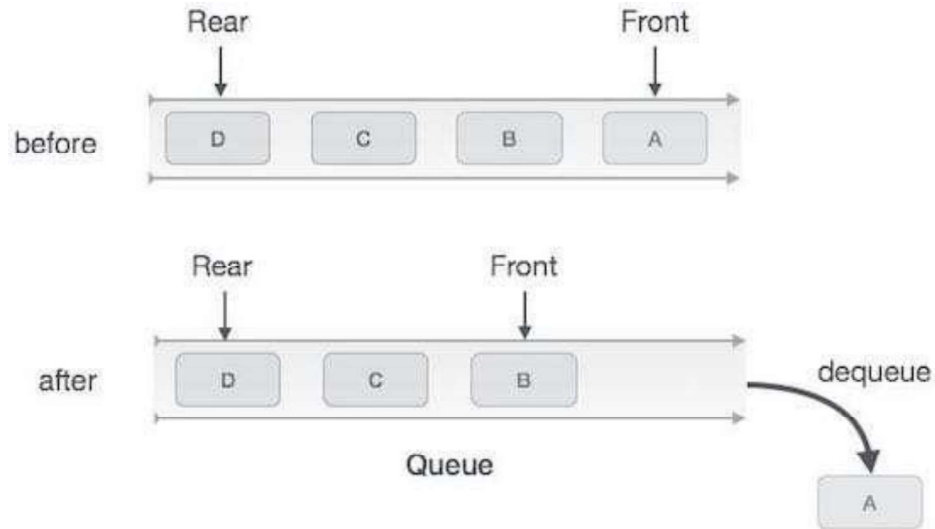 Rear Front
before D C B A
Rear Front
after D C B dequeue
Queue
A